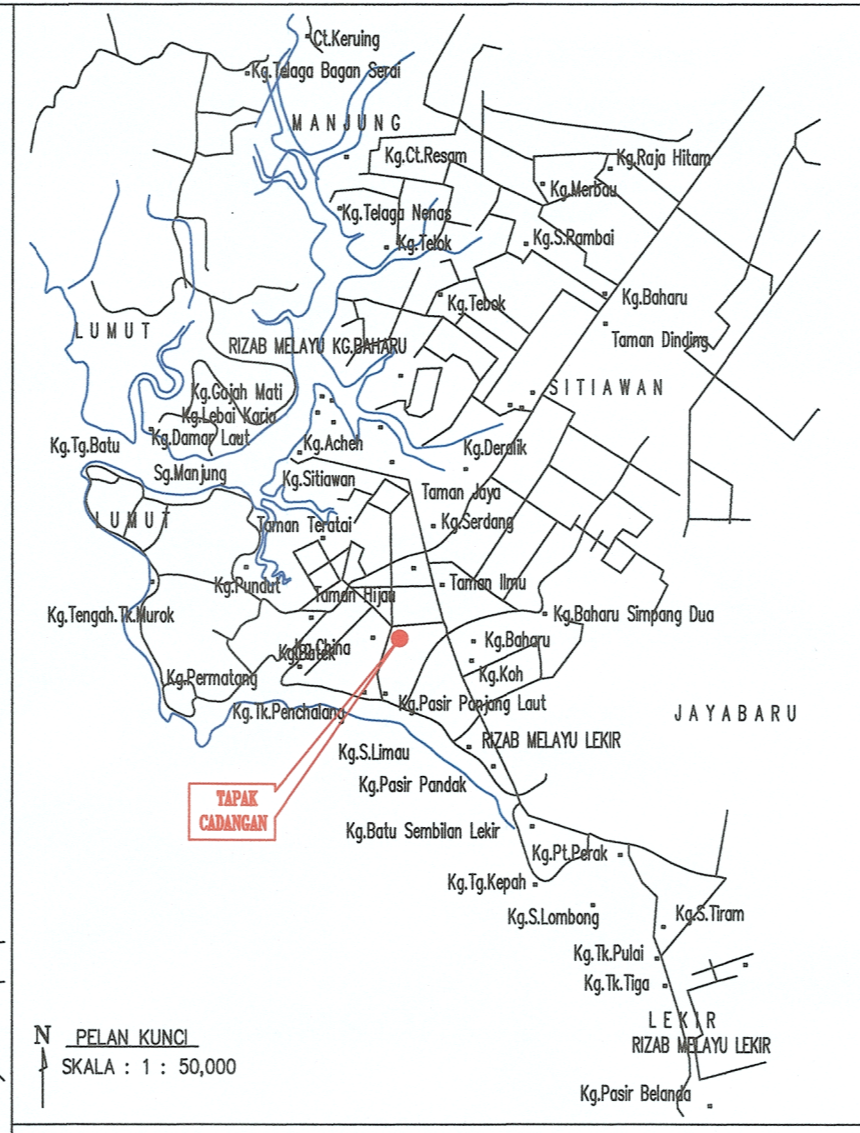 Ct.Keruing
Kg.Telaga Bagan Serai
MANJUNG
Kg.Ct.Resam
Kg.Raja Hitam
Kg.Merbau
Kg.Telaga Nenas
Kg.Telok
Kg.S.Rambai
Kg.Tebok
Kg.Baharu
LUMUT
Taman Dinding
RIZAB MELAYU KG.BAHARU
SITIAWAN
Kg.Gajah Mati
Kg.Lebai Karia
Kg.Damar Laut
Kg.Tg.Batu
Kg.Acheh
Kg.Deralik
Sg.Manjung
Kg.Sitiawan
Taman Jaya
LUMUT
Taman Teratai
Kg.Serdang
Kg.Pundut
Taman Hijau
Taman Ilmu
Kg.Tengah.Tk.Murok
Kg.Baharu Simpang Dua
Kg.China
Kg.Batek
Kg.Baharu
Kg.Koh
Kg.Permatang
Kg.Tk.Penchalang
Kg.Pasir Panjang Laut
JAYABARU
RIZAB MELAYU LEKIR
Kg.S.Limau
Kg.Pasir Pandak
TAPAK
CADANGAN
Kg.Batu Sembilan Lekir
Kg.Pt.Perak
Kg.Tg.Kepah
Kg.S.Lombong
Kg.S.Tiram
Kg.Tk.Pulai
Kg.Tk.Tiga
LEKIR
RIZAB MELAYU LEKIR
Kg.Pasir Belanda
N
PELAN KUNCI
SKALA : 1 : 50,000